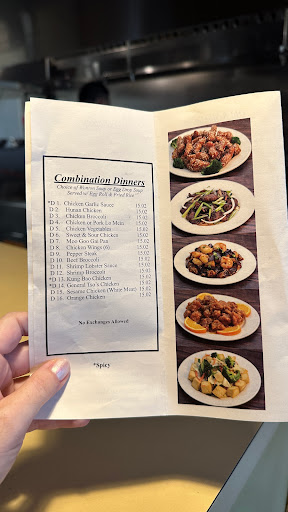 Combination Dinners
Choice of Wonton Soup or Egg Drop Soup
Served w/ Egg Roll & Fried Rice
*D 1. Chicken Garlic Sauce 15.02
D 2. Hunan Chicken 15.02
D 3. Chicken Broccoli 15.02
D 4. Chicken or Pork Lo Mein 15.02
D 5. Chicken Vegetables 15.02
D 6. Sweet & Sour Chicken 15.02
D 7. Moo Goo Gai Pan 15.02
D 8. Chicken Wings (6) 15.02
D 9. Pepper Steak 15.02
D 10. Beef Broccoli 15.02
D 11. Shrimp Lobster Sauce 15.02
D 12. Shrimp Broccoli 15.02
*D 13. Kung Bao Chicken 15.02
*D 14. General Tso's Chicken 15.02
D 15. Sesame Chicken (White Meat) 15.02
D 16. Orange Chicken 15.02
No Exchanges Allowed
*Spicy